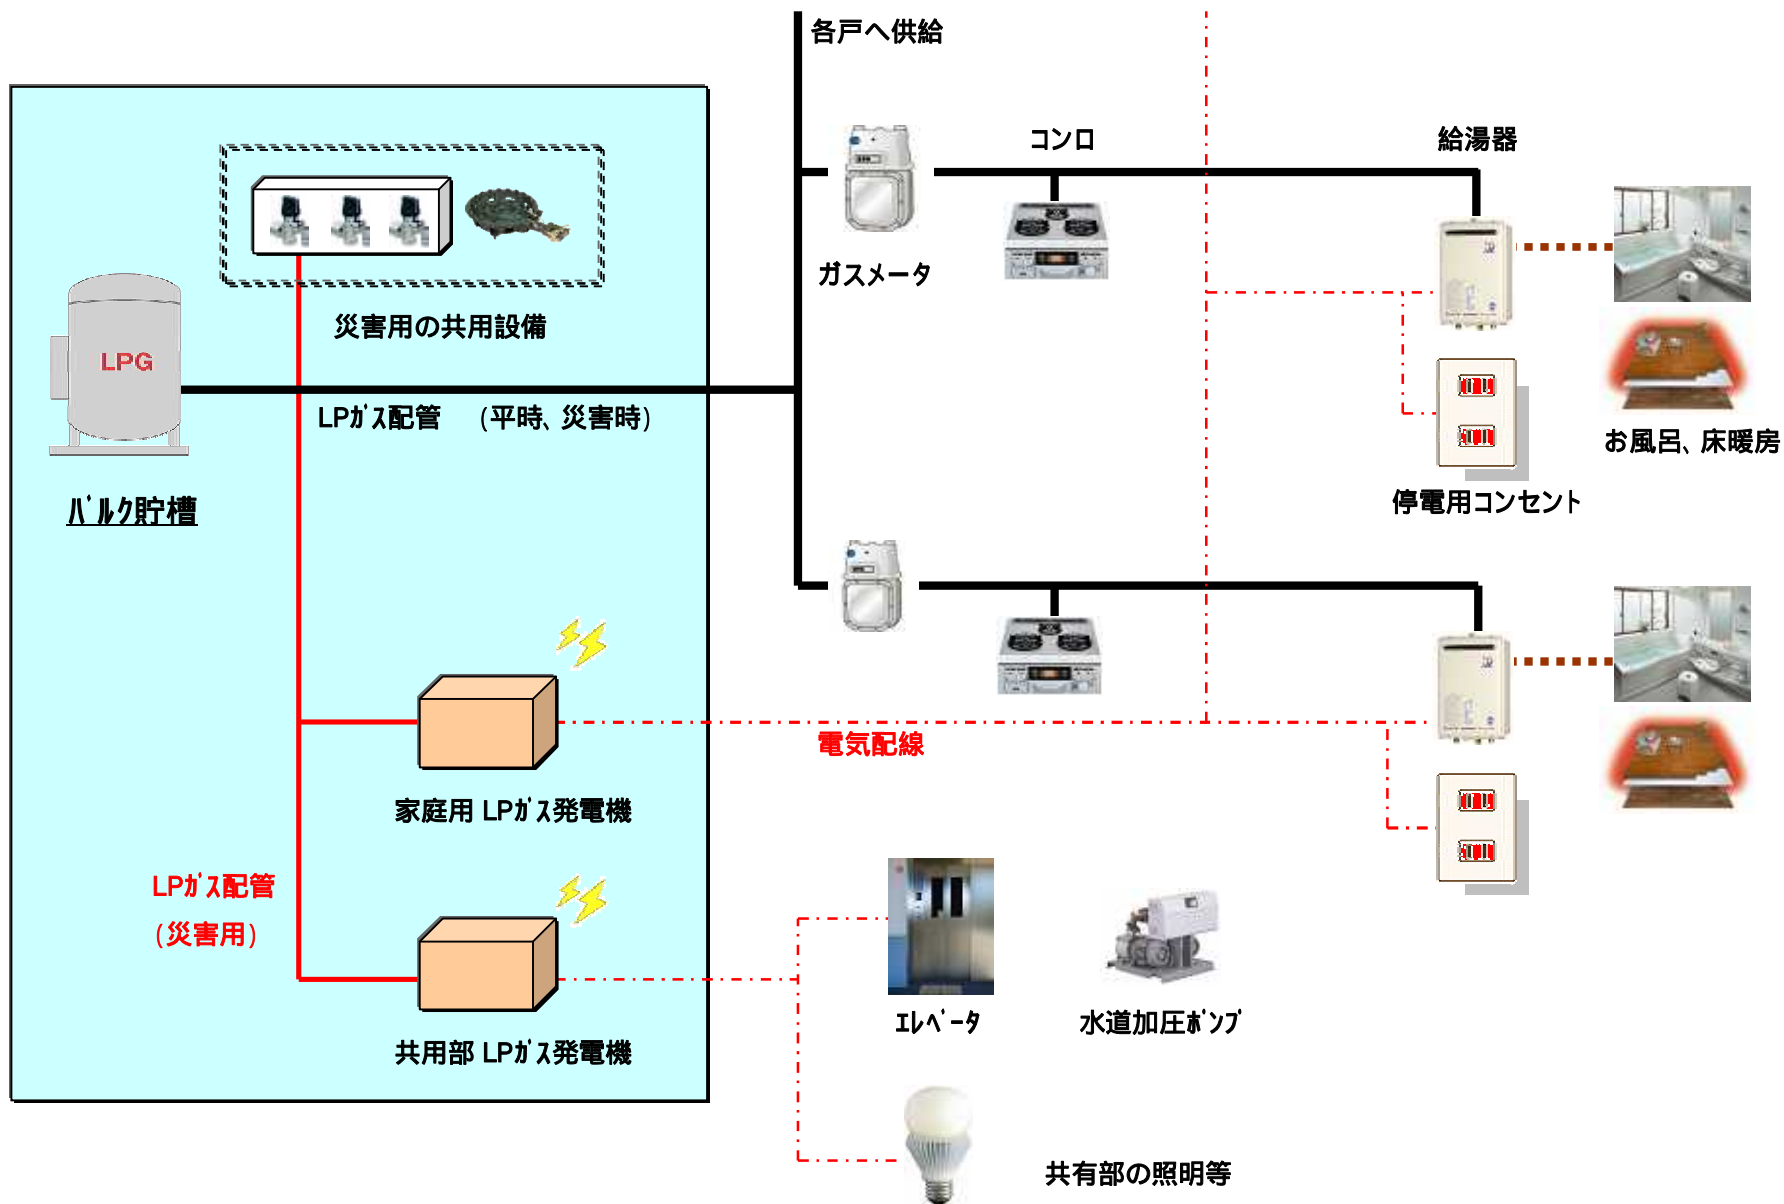 各戸へ供給
コンロ
給湯器
ガスメータ
災害用の共用設備
LPG
LPｶﾞｽ配管 (平時、災害時)
お風呂、床暖房
ﾊﾞﾙｸ貯槽
停電用コンセント
電気配線
家庭用 LPｶﾞｽ発電機
LPｶﾞｽ配管
(災害用)
ｴﾚﾍﾞｰﾀ
水道加圧ﾎﾟﾝﾌﾟ
共用部 LPｶﾞｽ発電機
共有部の照明等